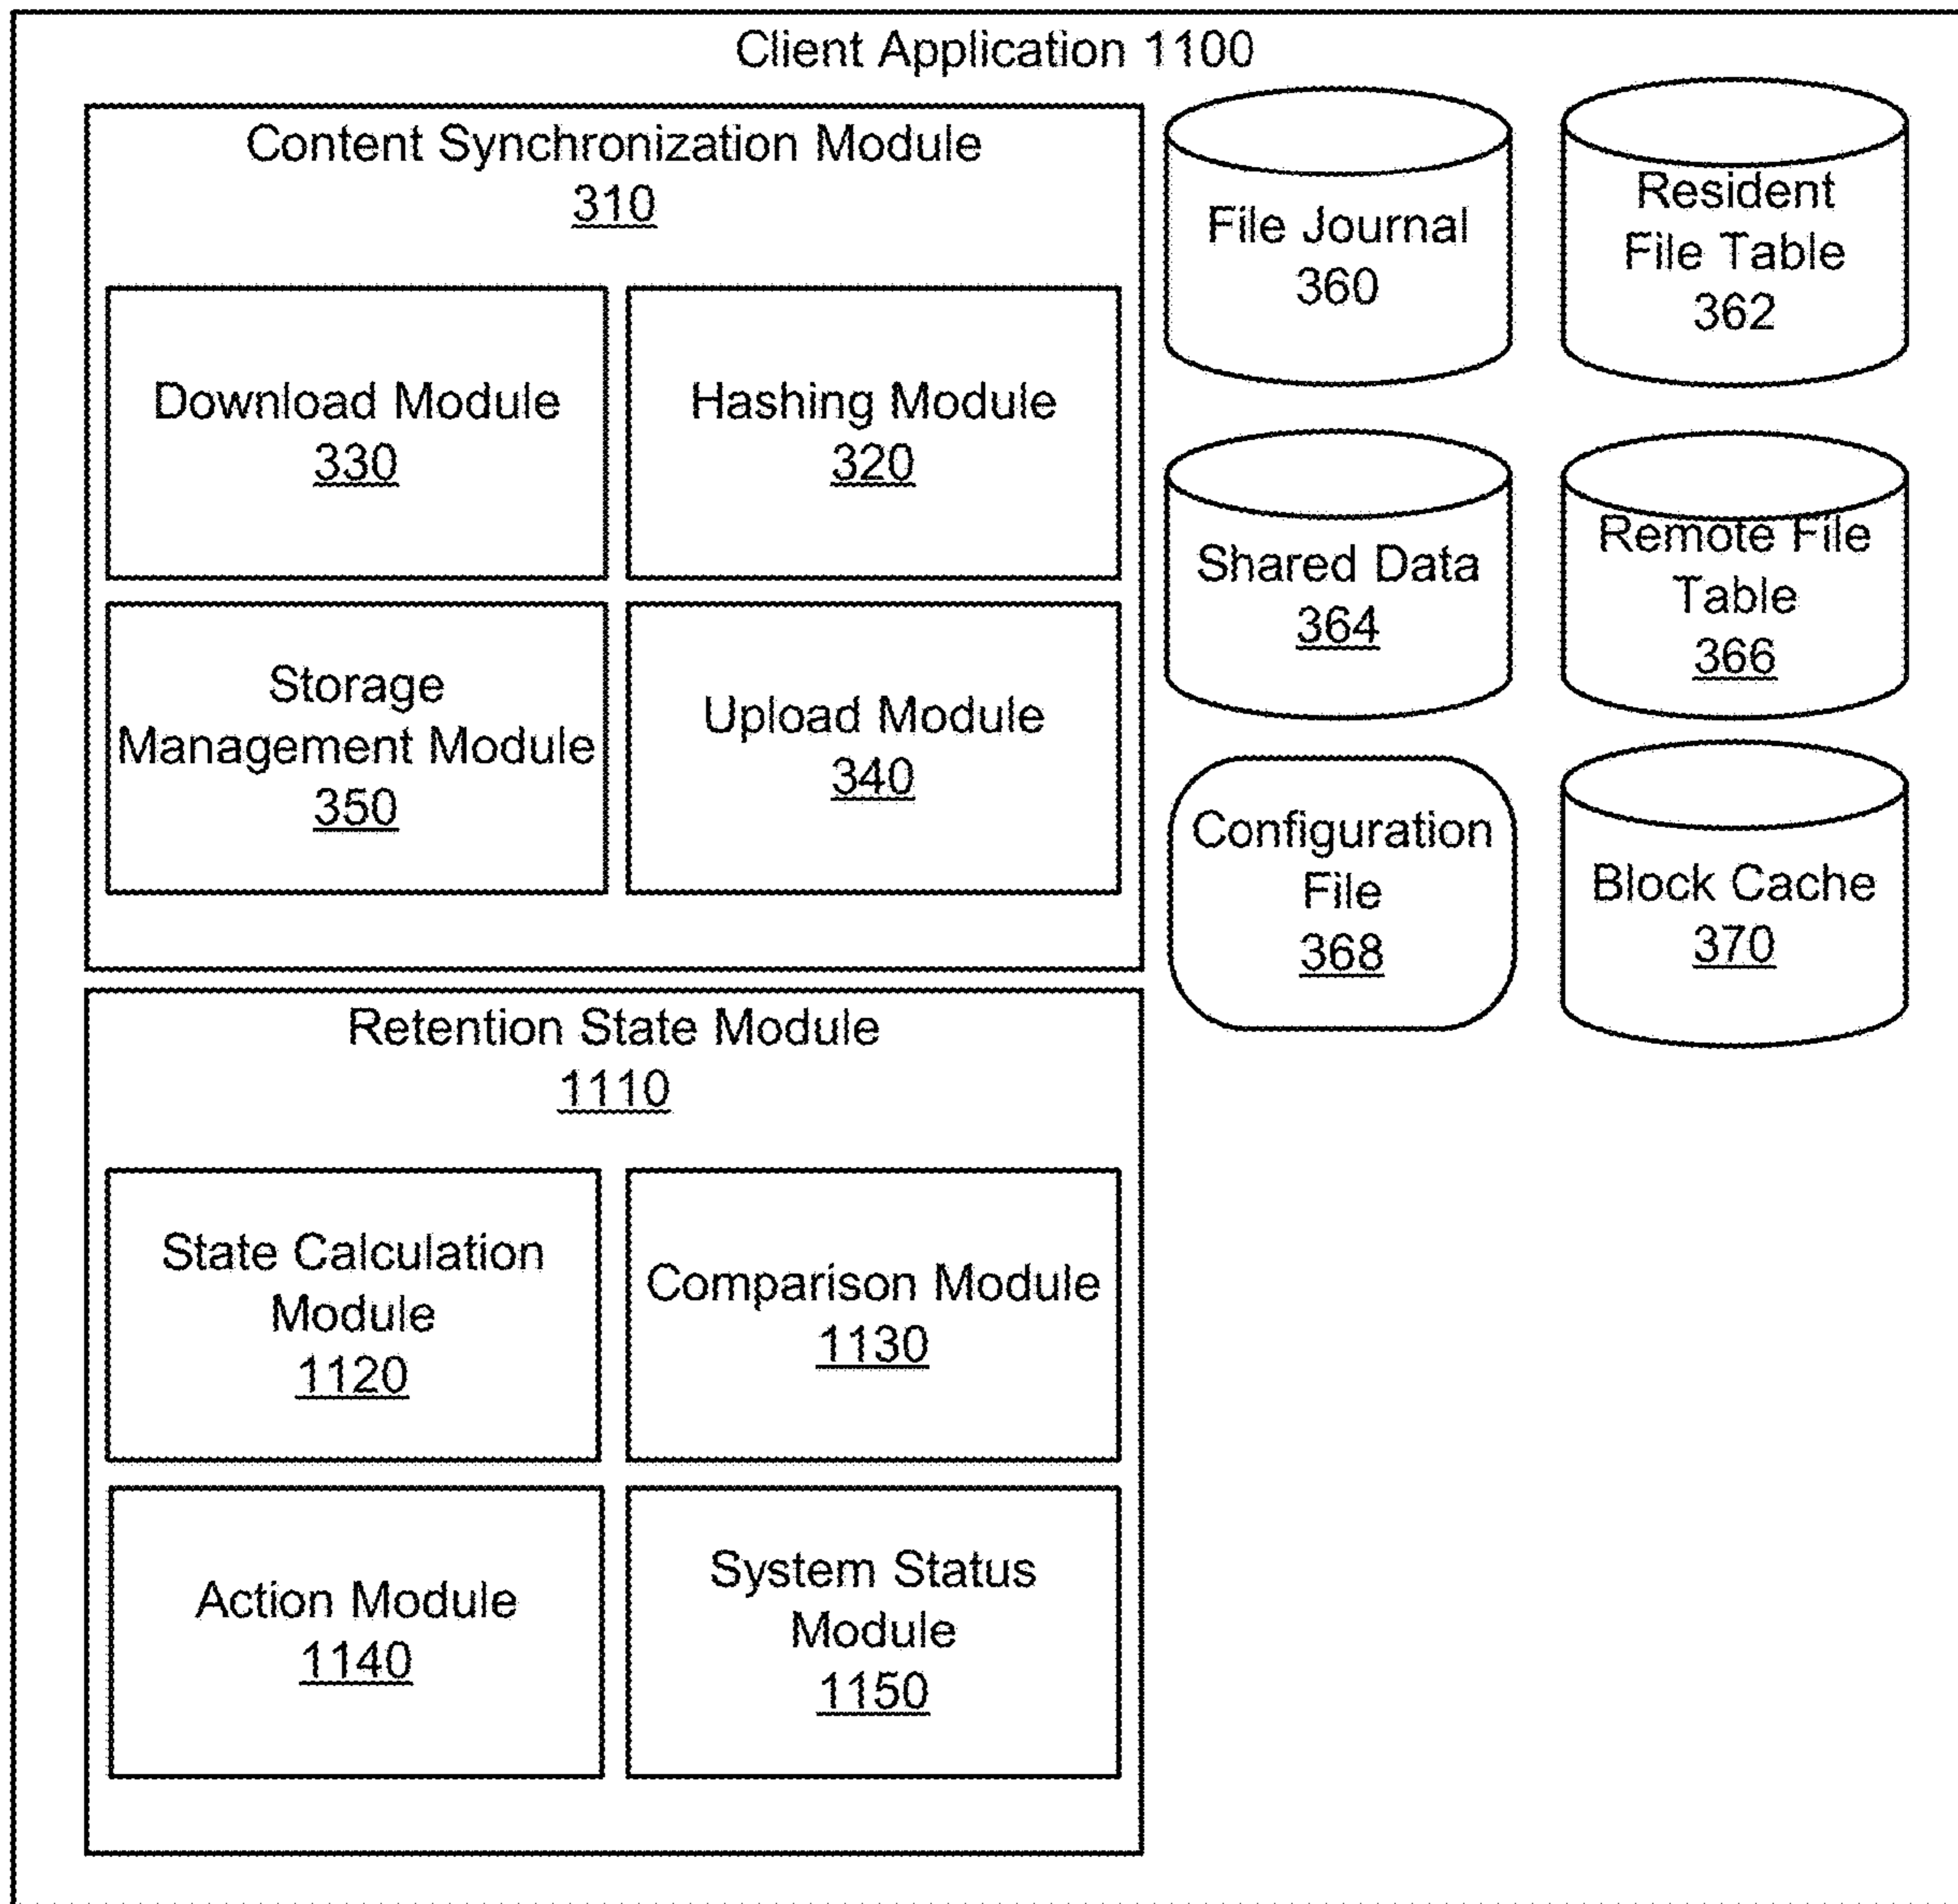 Client Application 1100
Content Synchronization Module
310
Download Module
330
Hashing Module
320
Storage
Management Module
350
Upload Module
340
File Journal
360
Resident
File Table
362
Shared Data
364
Remote File
Table
366
Configuration
File
368
Block Cache
370
Retention State Module
1110
State Calculation
Module
1120
Comparison Module
1130
Action Module
1140
System Status
Module
1150